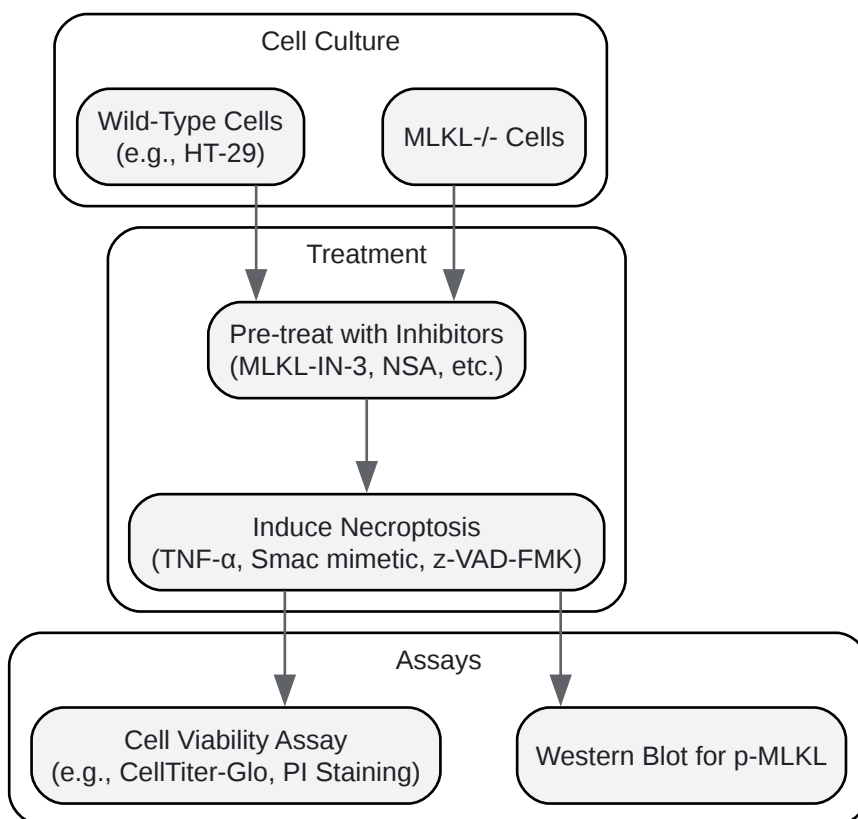 Cell Culture
Wild-Type Cells
(e.g., HT-29)
MLKL-/- Cells
Treatment
Pre-treat with Inhibitors
(MLKL-IN-3, NSA, etc.)
Induce Necroptosis
(TNF-α, Smac mimetic, z-VAD-FMK)
Assays
Cell Viability Assay
(e.g., CellTiter-Glo, PI Staining)
Western Blot for p-MLKL